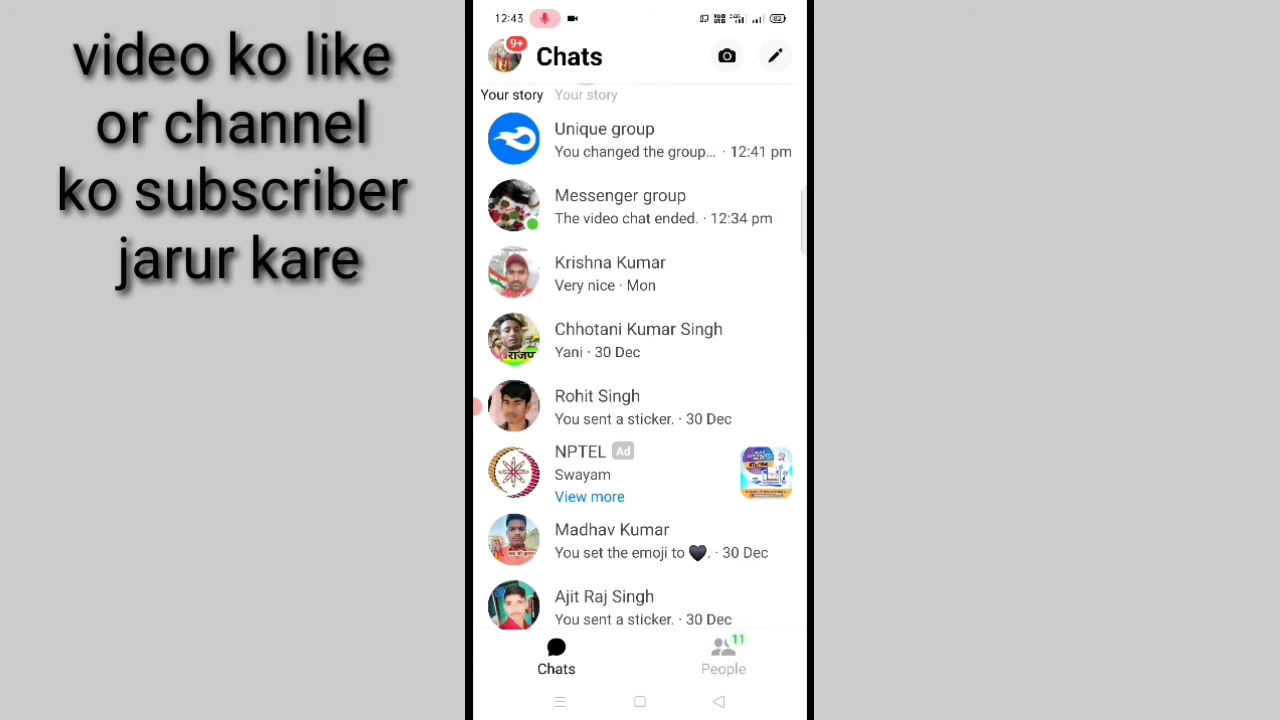 video ko like
or channel
ko subscriber
jarur kare
12:43
82
9+
Chats
Your story Your story
Unique group
You changed the group... · 12:41 pm
Messenger group
The video chat ended. · 12:34 pm
Krishna Kumar
Very nice · Mon
Chhotani Kumar Singh
Yani · 30 Dec
Rohit Singh
You sent a sticker. · 30 Dec
NPTEL Ad
Swayam
View more
Madhav Kumar
You set the emoji to 🖤. · 30 Dec
Ajit Raj Singh
You sent a sticker. · 30 Dec
11
Chats People